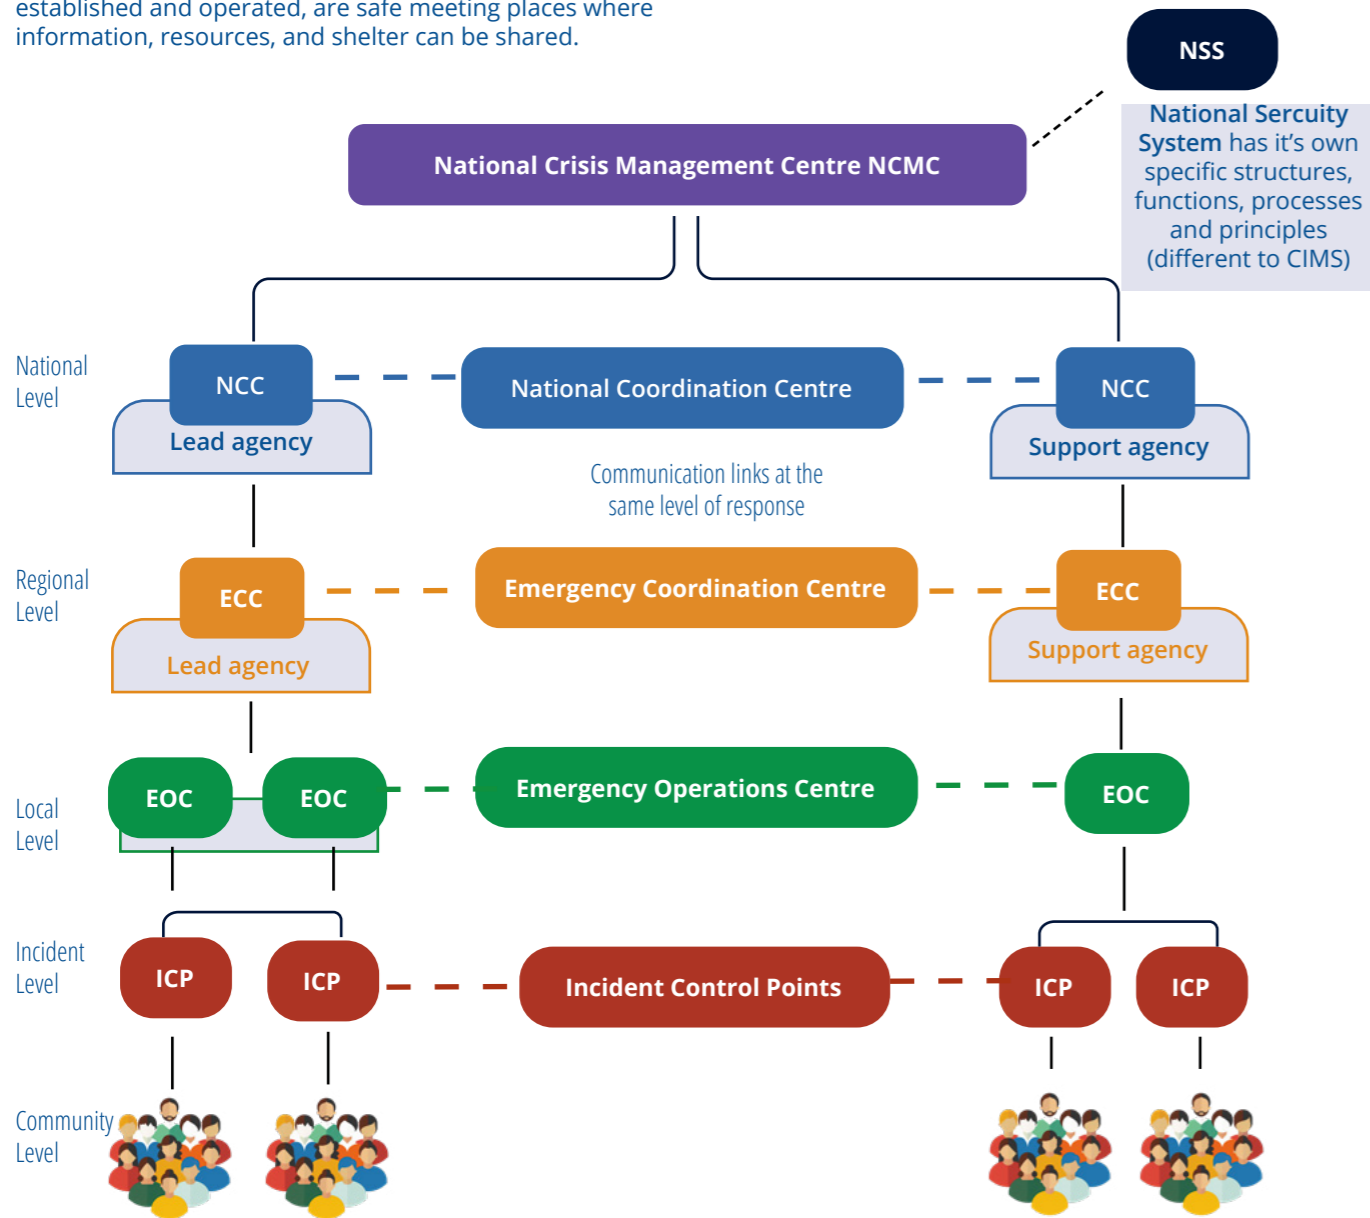 established and operated, are safe meeting places where
information, resources, and shelter can be shared.
NSS
National Sercuity
System has it’s own
specific structures,
functions, processes
and principles
(different to CIMS)
National Crisis Management Centre NCMC
National
Level
NCC
Lead agency
National Coordination Centre
NCC
Support agency
Communication links at the
same level of response
Regional
Level
ECC
Lead agency
Emergency Coordination Centre
ECC
Support agency
Local
Level
EOC
EOC
Emergency Operations Centre
EOC
Incident
Level
ICP
ICP
Incident Control Points
ICP
ICP
Community
Level